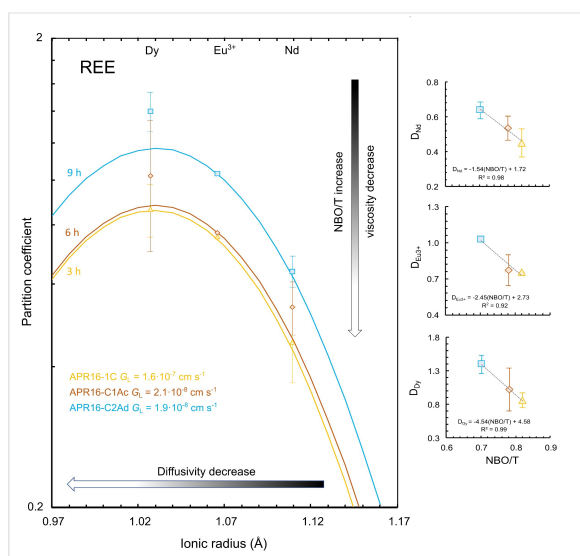 2
Dy
Eu3+
Nd
REE
9 h
6 h
3 h
NBO/T increase
viscosity decrease
Partition coefficient
APR16-1C GL = 1.6·10-7 cm s-1
APR16-C1Ac GL = 2.1·10-8 cm s-1
APR16-C2Ad GL = 1.9·10-8 cm s-1
Diffusivity decrease
0.2
0.97
1.02
1.07
1.12
1.17
Ionic radius (Å)
0.8
0.6
0.4
0.2
DNd
DNd = -1.54(NBO/T) + 1.72
R² = 0.98
1.3
1.0
0.7
0.4
DEu3+
DEu3+ = -2.45(NBO/T) + 2.73
R² = 0.92
1.8
1.3
0.8
0.3
DDy
DDy = -4.54(NBO/T) + 4.58
R² = 0.99
0.6
0.7
0.8
0.9
NBO/T